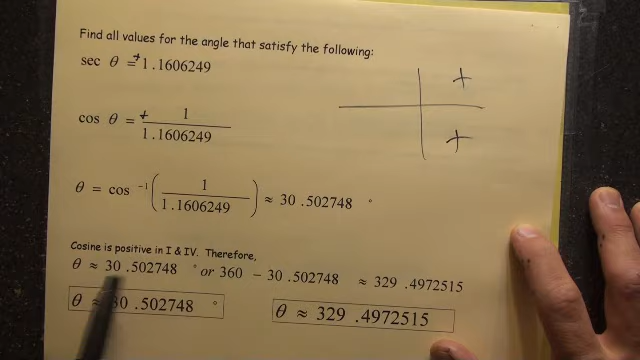 Find all values for the angle that satisfy the following:
sec θ = + 1.1606249
+
cos θ = 1 / 1.1606249
θ = cos ⁻¹ ( 1 / 1.1606249 ) ≈ 30.502748 °
+
Cosine is positive in I & IV. Therefore,
θ ≈ 30.502748 ° or 360 − 30.502748 ≈ 329.4972515
θ ≈ 30.502748 °
θ ≈ 329.4972515